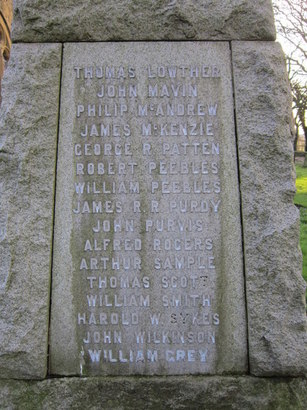 THOMAS LOWTHER
JOHN MAVIN
PHILIP McANDREW
JAMES McKENZIE
GEORGE R. PATTEN
ROBERT PEEBLES
WILLIAM PEEBLES
JAMES R. R. PURDY
JOHN PURVIS
ALFRED ROGERS
ARTHUR SAMPLE
THOMAS SCOTT
WILLIAM SMITH
HAROLD W. SYKES
JOHN WILKINSON
WILLIAM GREY